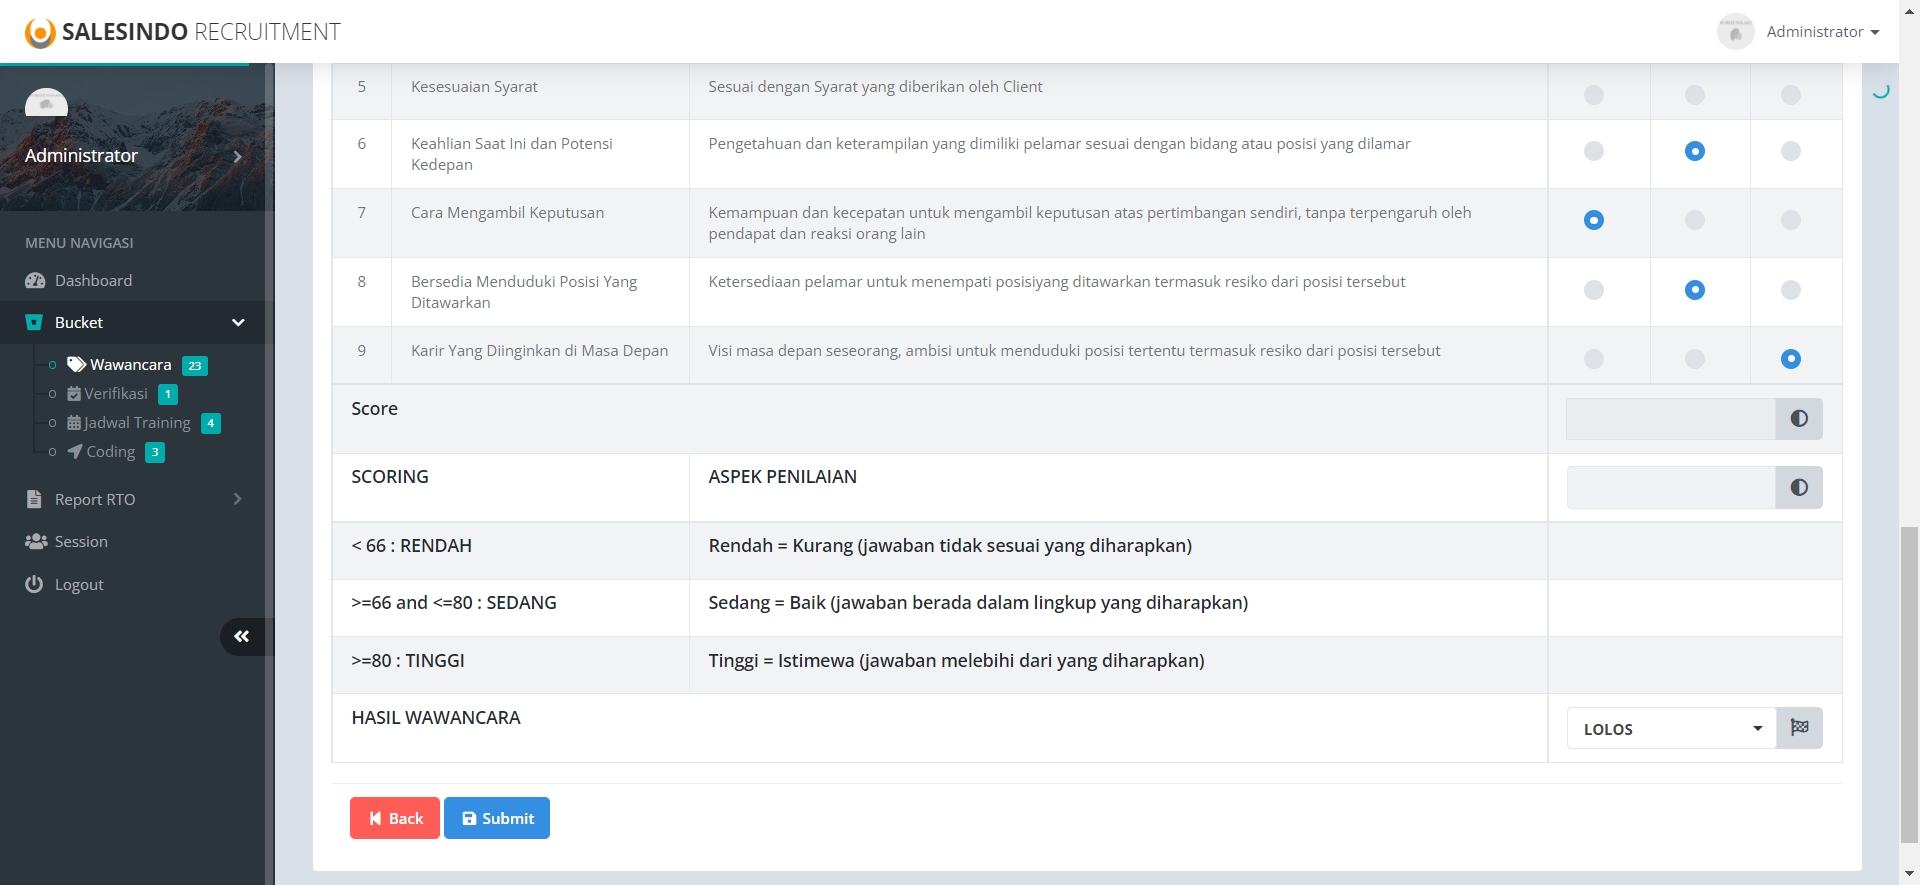 SALESINDO RECRUITMENT
Administrator
Administrator
MENU NAVIGASI
Dashboard
Bucket
Wawancara 23
Verifikasi 1
Jadwal Training 4
Coding 3
Report RTO
Session
Logout
5 Kesesuaian Syarat Sesuai dengan Syarat yang diberikan oleh Client
6 Keahlian Saat Ini dan Potensi Pengetahuan dan keterampilan yang dimiliki pelamar sesuai dengan bidang atau posisi yang dilamar
Kedepan
7 Cara Mengambil Keputusan Kemampuan dan kecepatan untuk mengambil keputusan atas pertimbangan sendiri, tanpa terpengaruh oleh
pendapat dan reaksi orang lain
8 Bersedia Menduduki Posisi Yang Ketersediaan pelamar untuk menempati posisiyang ditawarkan termasuk resiko dari posisi tersebut
Ditawarkan
9 Karir Yang Diinginkan di Masa Depan Visi masa depan seseorang, ambisi untuk menduduki posisi tertentu termasuk resiko dari posisi tersebut
Score
SCORING ASPEK PENILAIAN
< 66 : RENDAH Rendah = Kurang (jawaban tidak sesuai yang diharapkan)
>=66 and <=80 : SEDANG Sedang = Baik (jawaban berada dalam lingkup yang diharapkan)
>=80 : TINGGI Tinggi = Istimewa (jawaban melebihi dari yang diharapkan)
HASIL WAWANCARA LOLOS
Back Submit